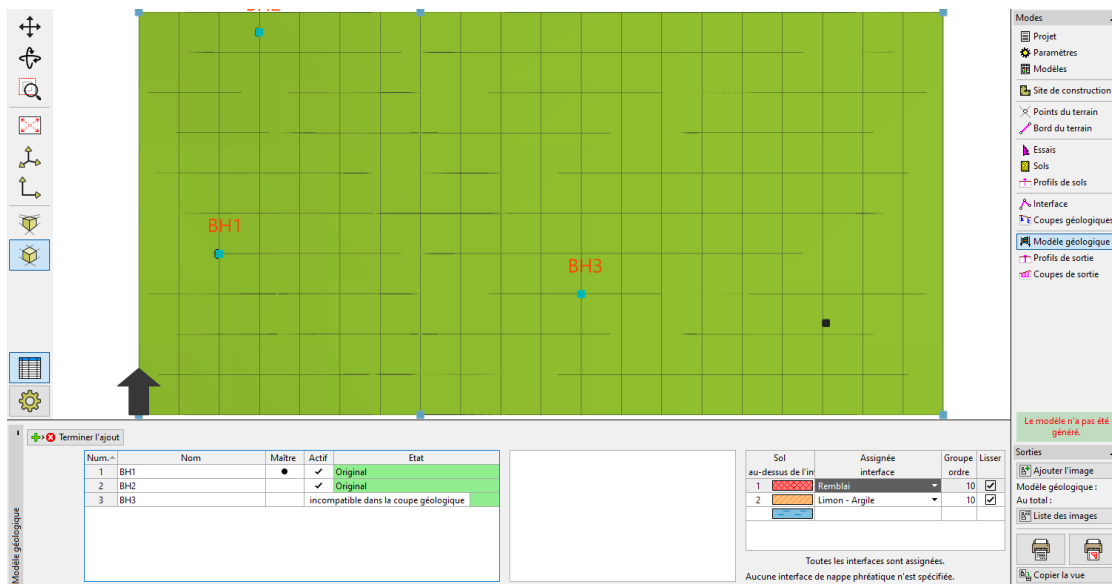 BH2
BH1
BH3
Modes
Projet
Paramètres
Modèles
Site de construction
Points du terrain
Bord du terrain
Essais
Sols
Profils de sols
Interface
Coupes géologiques
Modèle géologique
Profils de sortie
Coupes de sortie
Le modèle n'a pas été
généré.
Sorties
Ajouter l'image
Modèle géologique :
Au total :
Liste des images
Copier la vue
Modèle géologique
Terminer l'ajout
Num. Nom Maître Actif Etat
1 BH1 Original
2 BH2 Original
3 BH3 incompatible dans la coupe géologique
Sol Assignée Groupe Lisser
au-dessus de l'in interface ordre
1 Remblai 10
2 Limon - Argile 10
Toutes les interfaces sont assignées.
Aucune interface de nappe phréatique n'est spécifiée.